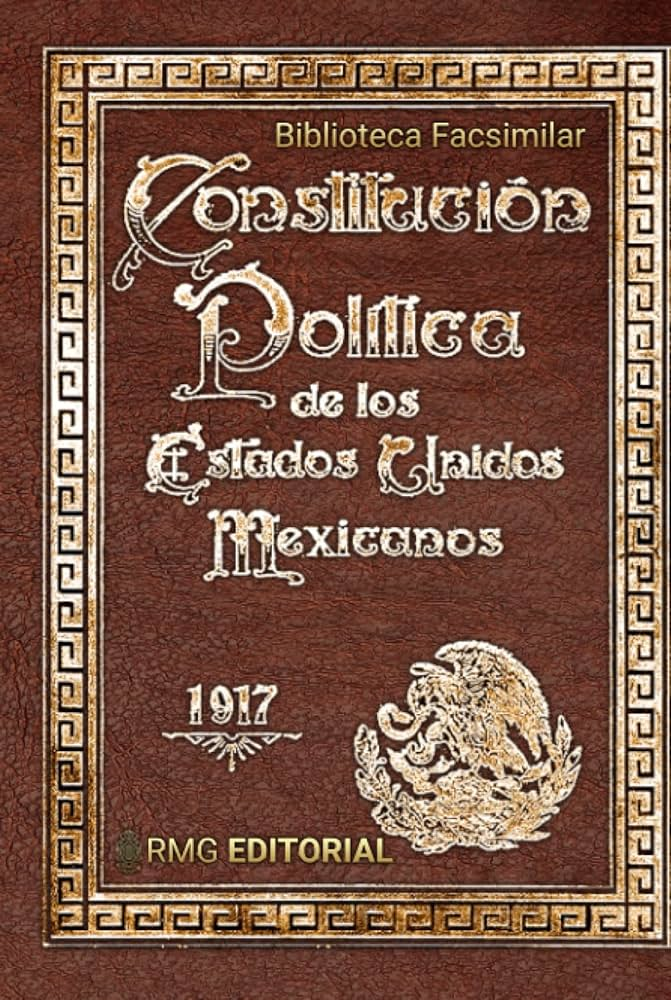 Biblioteca Facsimilar
Constitución
Política
de los
Estados Unidos
Mexicanos
1917
RMG EDITORIAL